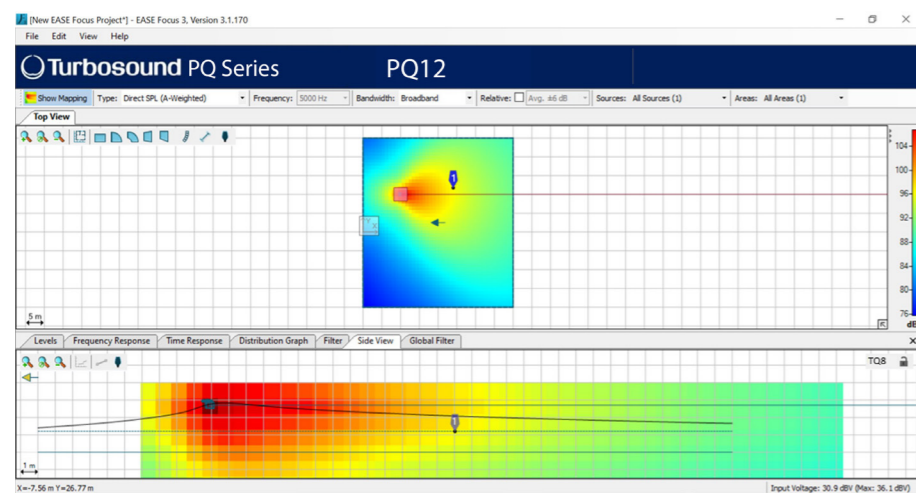 [New EASE Focus Project*] - EASE Focus 3, Version 3.1.170
File Edit View Help
Turbosound PQ Series PQ12
Show Mapping Type: Direct SPL (A-Weighted) Frequency: 5000 Hz Bandwidth: Broadband Relative: Avg. ±6 dB Sources: All Sources (1) Areas: All Areas (1)
Top View
104
100
96
92
88
84
80
76
dB
1
Y
X
5 m
Levels Frequency Response Time Response Distribution Graph Filter Side View Global Filter
TQ8
1
1 m
X=-7.56 m Y=26.77 m Input Voltage: 30.9 dBV (Max: 36.1 dBV)